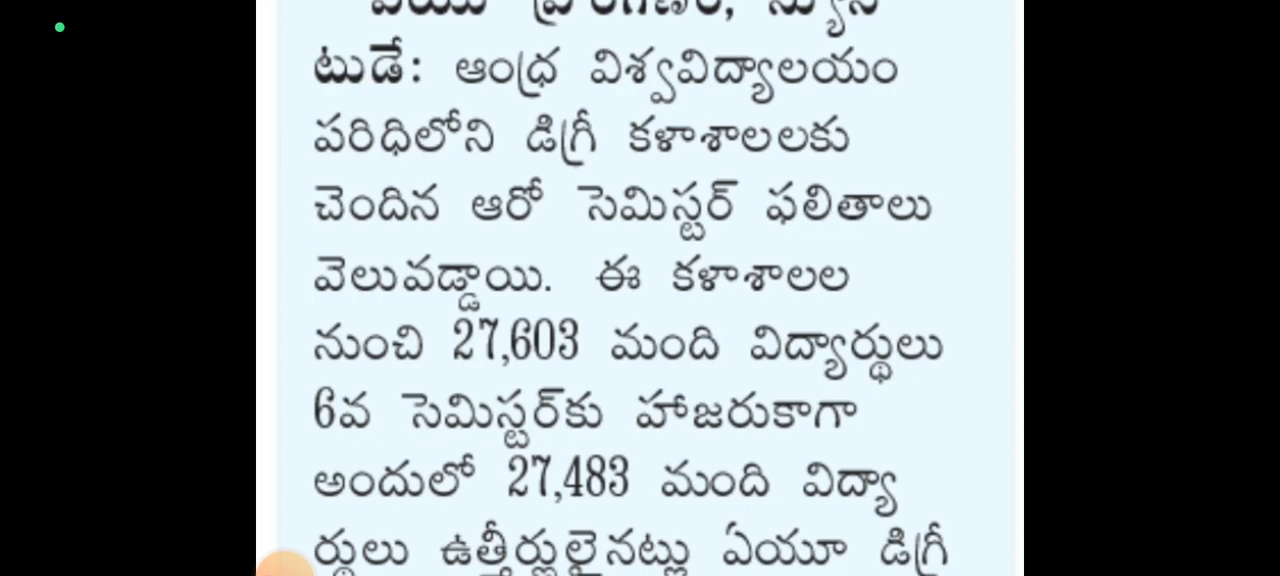 టుడే: ఆంధ్ర విశ్వవిద్యాలయం
పరిధిలోని డిగ్రీ కళాశాలలకు
చెందిన ఆరో సెమిస్టర్ ఫలితాలు
వెలువడ్డాయి. ఈ కళాశాలల
నుంచి 27,603 మంది విద్యార్థులు
6వ సెమిస్టర్‌కు హాజరుకాగా
అందులో 27,483 మంది విద్యా
ర్థులు ఉత్తీర్ణులైనట్లు ఏయూ డిగ్రీ